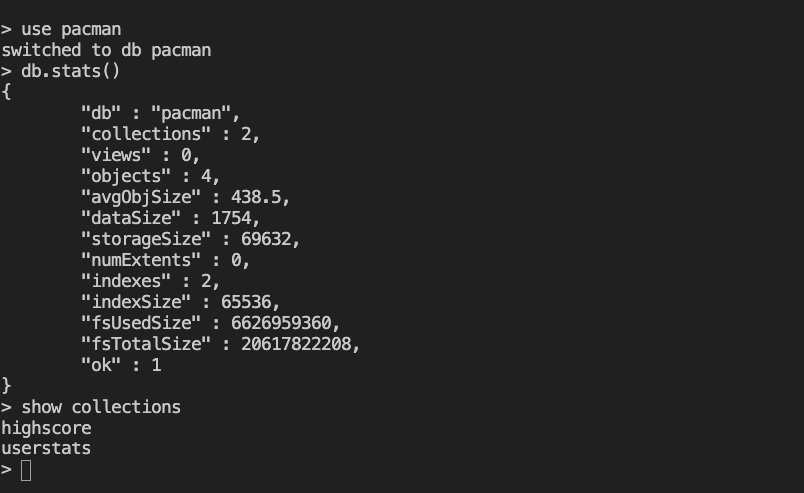 > use pacman
switched to db pacman
> db.stats()
{
        "db" : "pacman",
        "collections" : 2,
        "views" : 0,
        "objects" : 4,
        "avgObjSize" : 438.5,
        "dataSize" : 1754,
        "storageSize" : 69632,
        "numExtents" : 0,
        "indexes" : 2,
        "indexSize" : 65536,
        "fsUsedSize" : 6626959360,
        "fsTotalSize" : 20617822208,
        "ok" : 1
}
> show collections
highscore
userstats
>